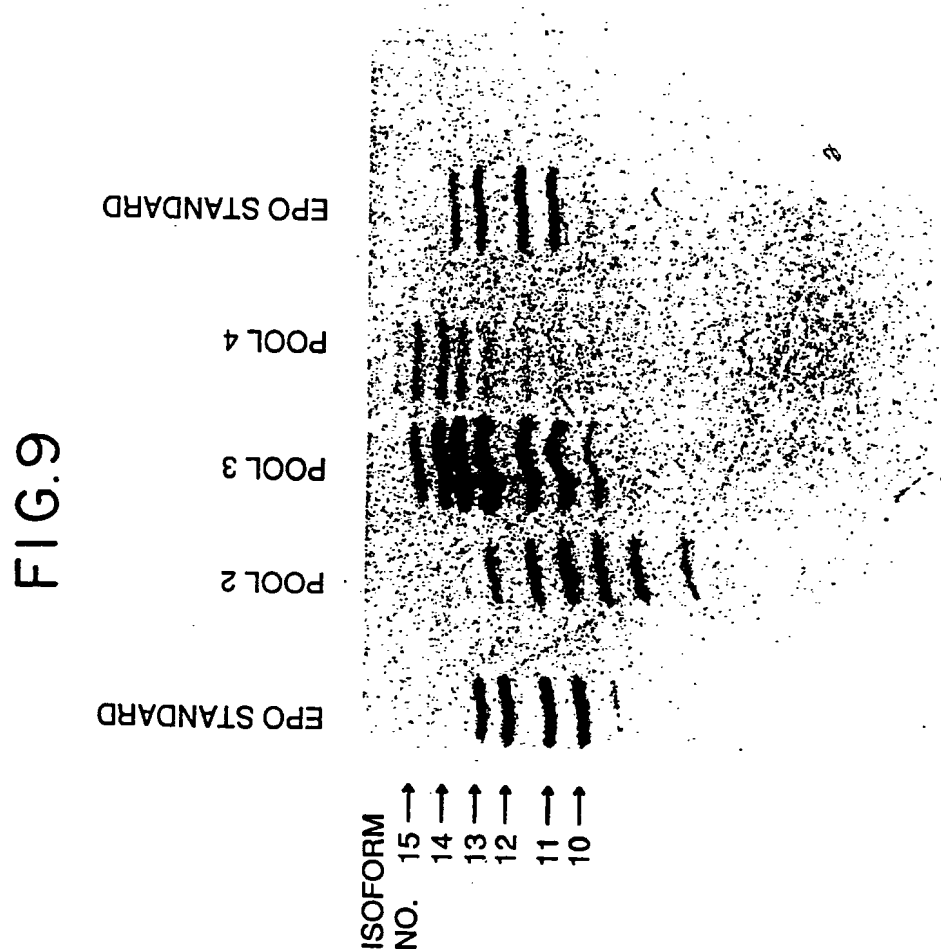 FIG.9
EPO STANDARD
POOL 2
POOL 3
POOL 4
EPO STANDARD
ISOFORM
NO.
15
14
13
12
11
10